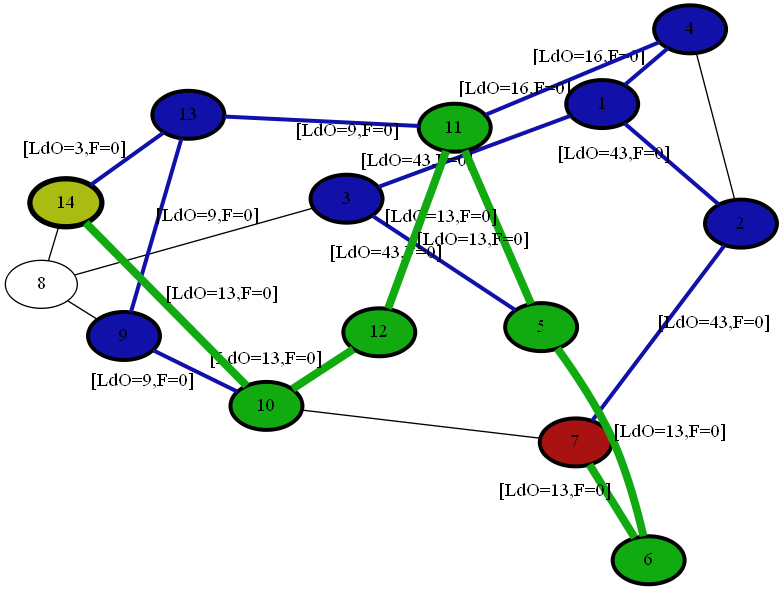 4
[LdO=16,F=0]
[LdO=16,F=0]
1
13
11
[LdO=9,F=0]
[LdO=3,F=0]
[LdO=43,F=0]
[LdO=43,F=0]
3
14
[LdO=9,F=0]
[LdO=13,F=0]
2
[LdO=13,F=0]
[LdO=43,F=0]
8
[LdO=13,F=0]
[LdO=43,F=0]
9
12
5
[LdO=13,F=0]
[LdO=9,F=0]
10
[LdO=13,F=0]
7
[LdO=13,F=0]
6